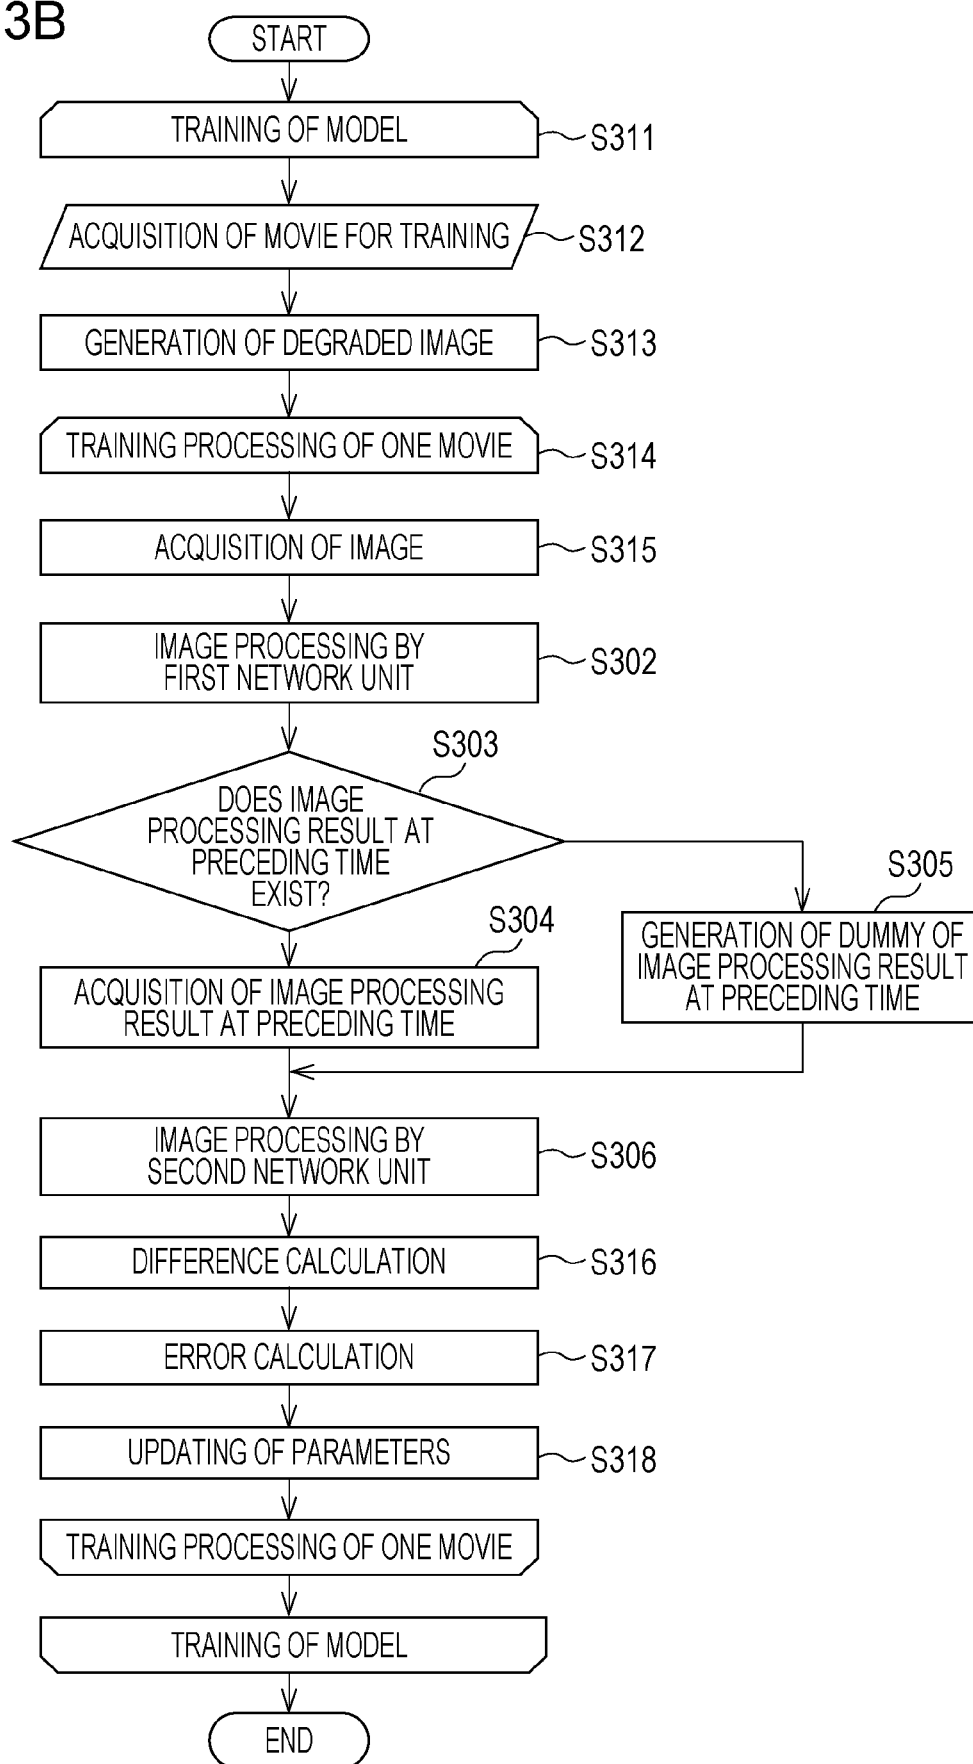 3B
START
TRAINING OF MODEL
S311
ACQUISITION OF MOVIE FOR TRAINING
S312
GENERATION OF DEGRADED IMAGE
S313
TRAINING PROCESSING OF ONE MOVIE
S314
ACQUISITION OF IMAGE
S315
IMAGE PROCESSING BY
FIRST NETWORK UNIT
S302
S303
DOES IMAGE
PROCESSING RESULT AT
PRECEDING TIME
EXIST?
S305
GENERATION OF DUMMY OF
IMAGE PROCESSING RESULT
AT PRECEDING TIME
S304
ACQUISITION OF IMAGE PROCESSING
RESULT AT PRECEDING TIME
IMAGE PROCESSING BY
SECOND NETWORK UNIT
S306
DIFFERENCE CALCULATION
S316
ERROR CALCULATION
S317
UPDATING OF PARAMETERS
S318
TRAINING PROCESSING OF ONE MOVIE
TRAINING OF MODEL
END